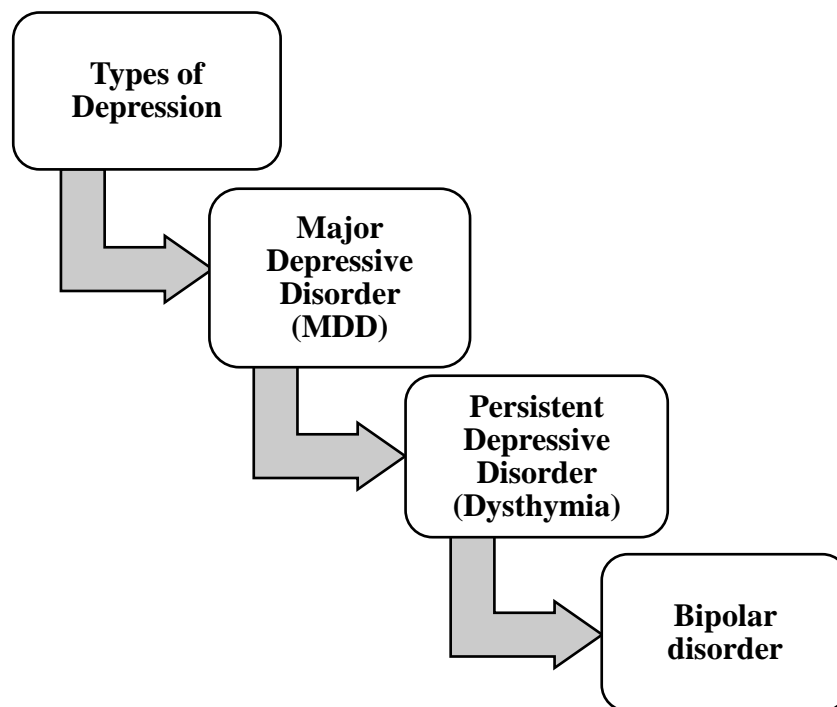 Types of
Depression
Major
Depressive
Disorder
(MDD)
Persistent
Depressive
Disorder
(Dysthymia)
Bipolar
disorder